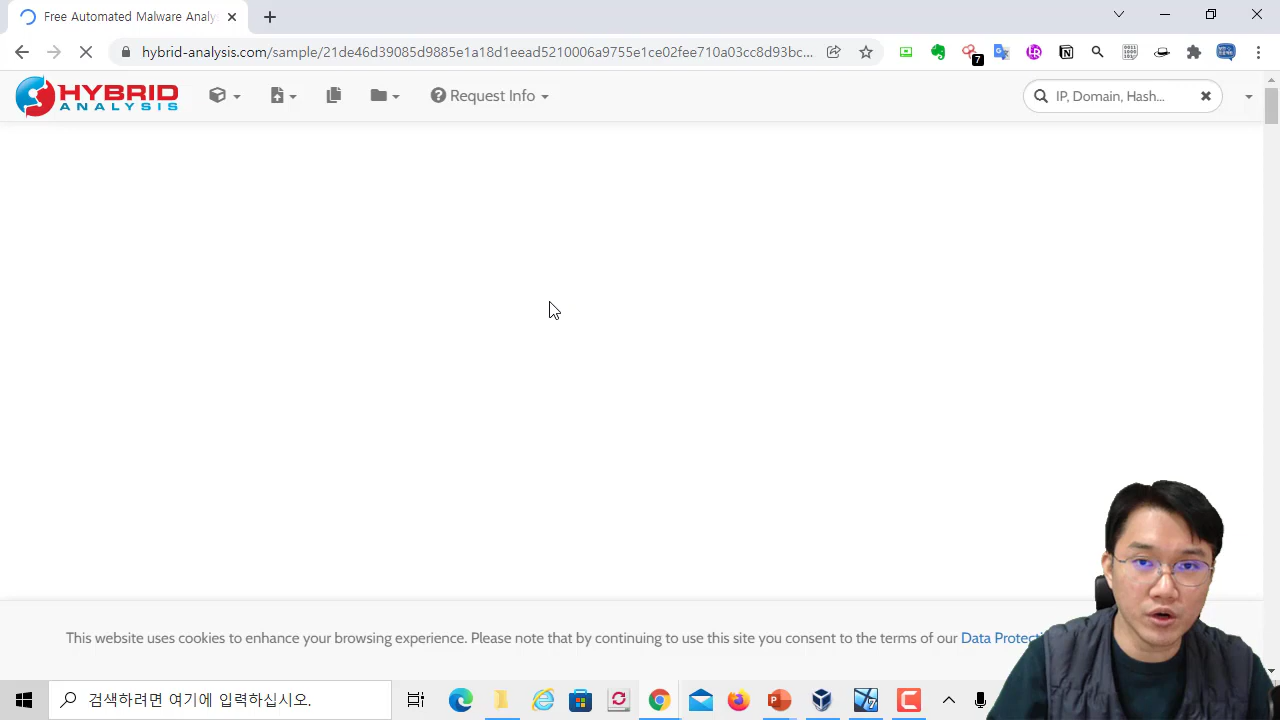 Free Automated Malware Analy
hybrid-analysis.com/sample/21de46d39085d9885e1a18d1eead5210006a9755e1ce02fee710a03cc8d93bc...
7
HYBRID
ANALYSIS
Request Info
IP, Domain, Hash...
This website uses cookies to enhance your browsing experience. Please note that by continuing to use this site you consent to the terms of our Data Protecti
검색하려면 여기에 입력하십시오.